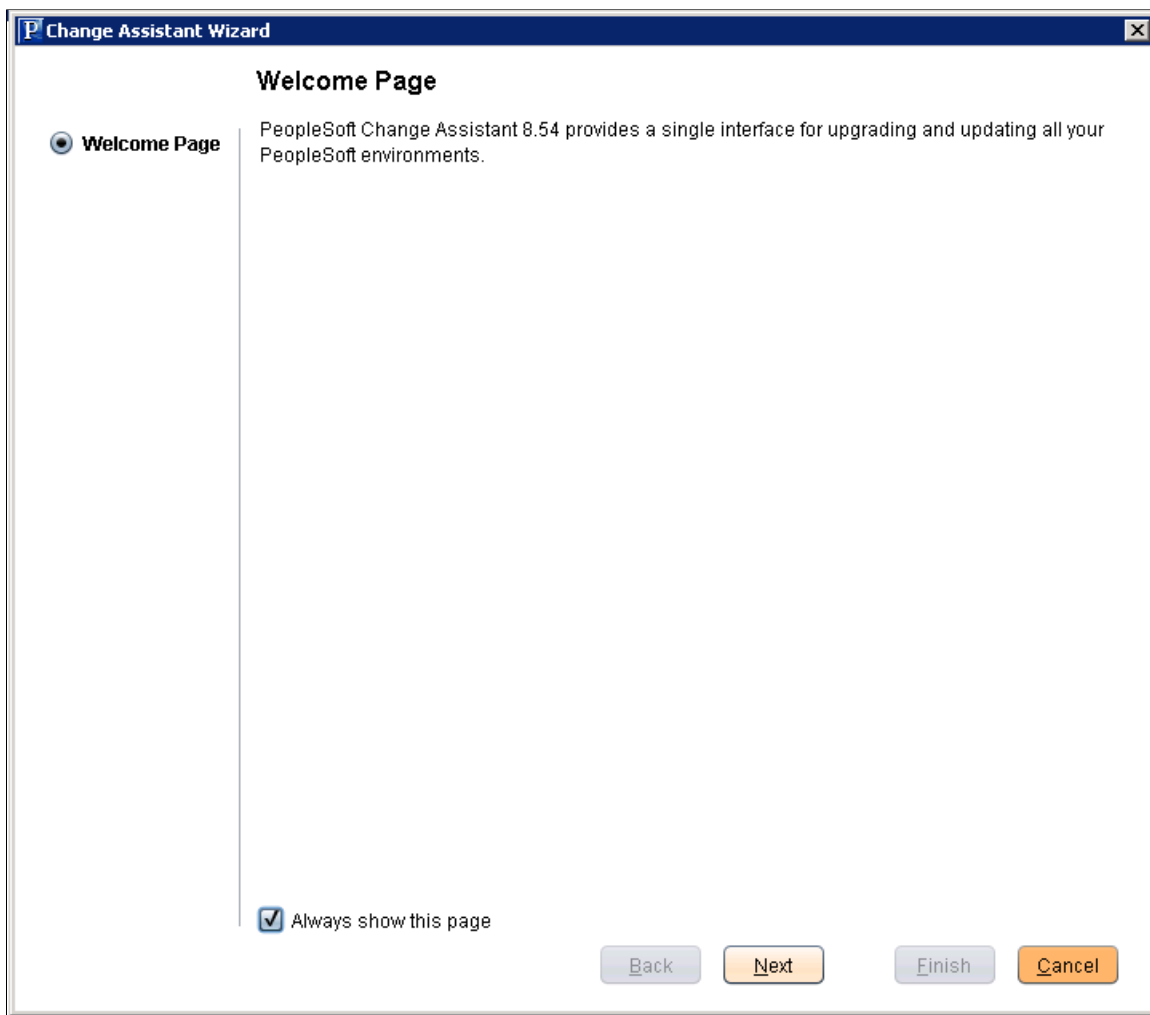 P Change Assistant Wizard
Welcome Page
Welcome Page
PeopleSoft Change Assistant 8.54 provides a single interface for upgrading and updating all your
PeopleSoft environments.
Always show this page
Back Next Finish Cancel